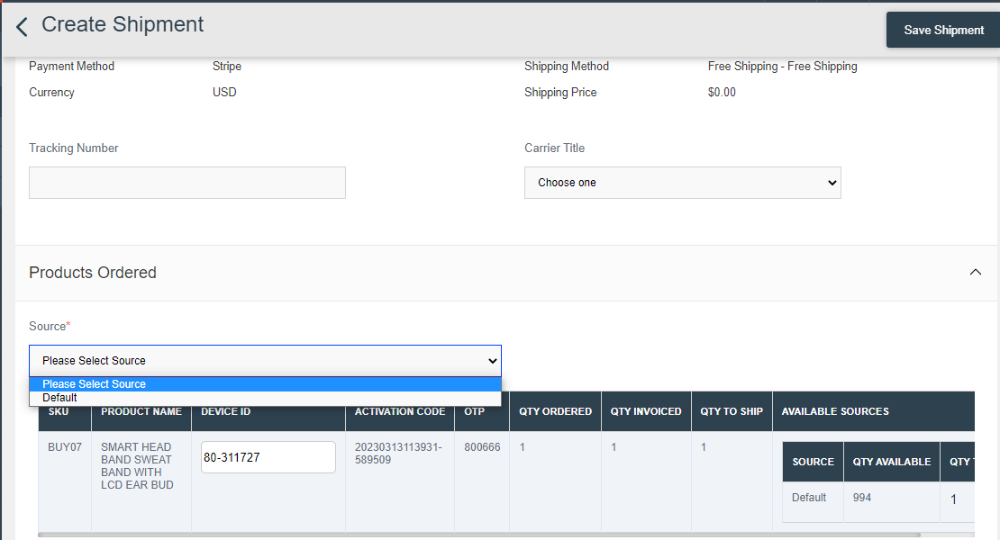 Create Shipment
Save Shipment
Payment Method Stripe Shipping Method Free Shipping - Free Shipping
Currency USD Shipping Price $0.00
Tracking Number Carrier Title
Choose one
Products Ordered
Source*
Please Select Source
Please Select Source
Default
SKU PRODUCT NAME DEVICE ID ACTIVATION CODE OTP QTY ORDERED QTY INVOICED QTY TO SHIP AVAILABLE SOURCES
BUY07 SMART HEAD 80-311727 20230313113931- 800666 1 1 1
BAND SWEAT 589509
BAND WITH
LCD EAR BUD
SOURCE QTY AVAILABLE QTY
Default 994 1